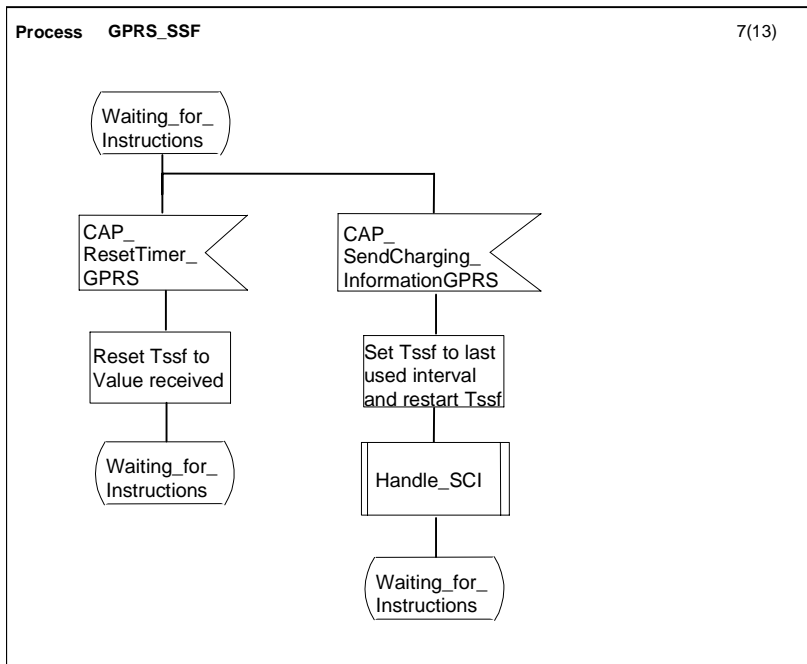 Process GPRS_SSF 7(13)
Waiting_for_
Instructions
CAP_
ResetTimer_
GPRS
CAP_
SendCharging_
InformationGPRS
Reset Tssf to
Value received
Set Tssf to last
used interval
and restart Tssf
Waiting_for_
Instructions
Handle_SCI
Waiting_for_
Instructions